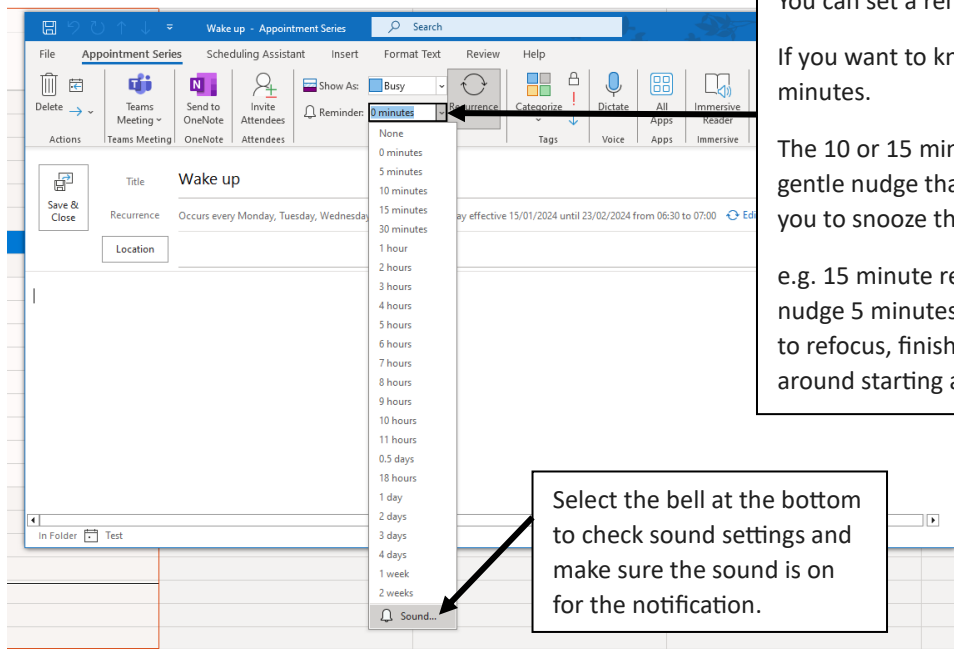 Wake up - Appointment Series
Search
File Appointment Series Scheduling Assistant Insert Format Text Review Help
Delete
Actions
Teams
Meeting
Teams Meeting
Send to
OneNote
OneNote
Invite
Attendees
Attendees
Show As: Busy
Reminder: 0 minutes
Recurrence
Categorize
Tags
Dictate
Voice
All
Apps
Apps
Immersive
Reader
Immersive
Save &
Close
Title Wake up
Recurrence Occurs every Monday, Tuesday, Wednesday effective 15/01/2024 until 23/02/2024 from 06:30 to 07:00
Location
None
0 minutes
5 minutes
10 minutes
15 minutes
30 minutes
1 hour
2 hours
3 hours
4 hours
5 hours
6 hours
7 hours
8 hours
9 hours
10 hours
11 hours
0.5 days
18 hours
1 day
2 days
3 days
4 days
1 week
2 weeks
Sound...
In Folder Test
You can set a
If you want to
minutes.
The 10 or 15
gentle nudge
you to snooze
e.g. 15 minute
nudge 5 minutes
to refocus, finish
around starting
Select the bell at the bottom
to check sound settings and
make sure the sound is on
for the notification.